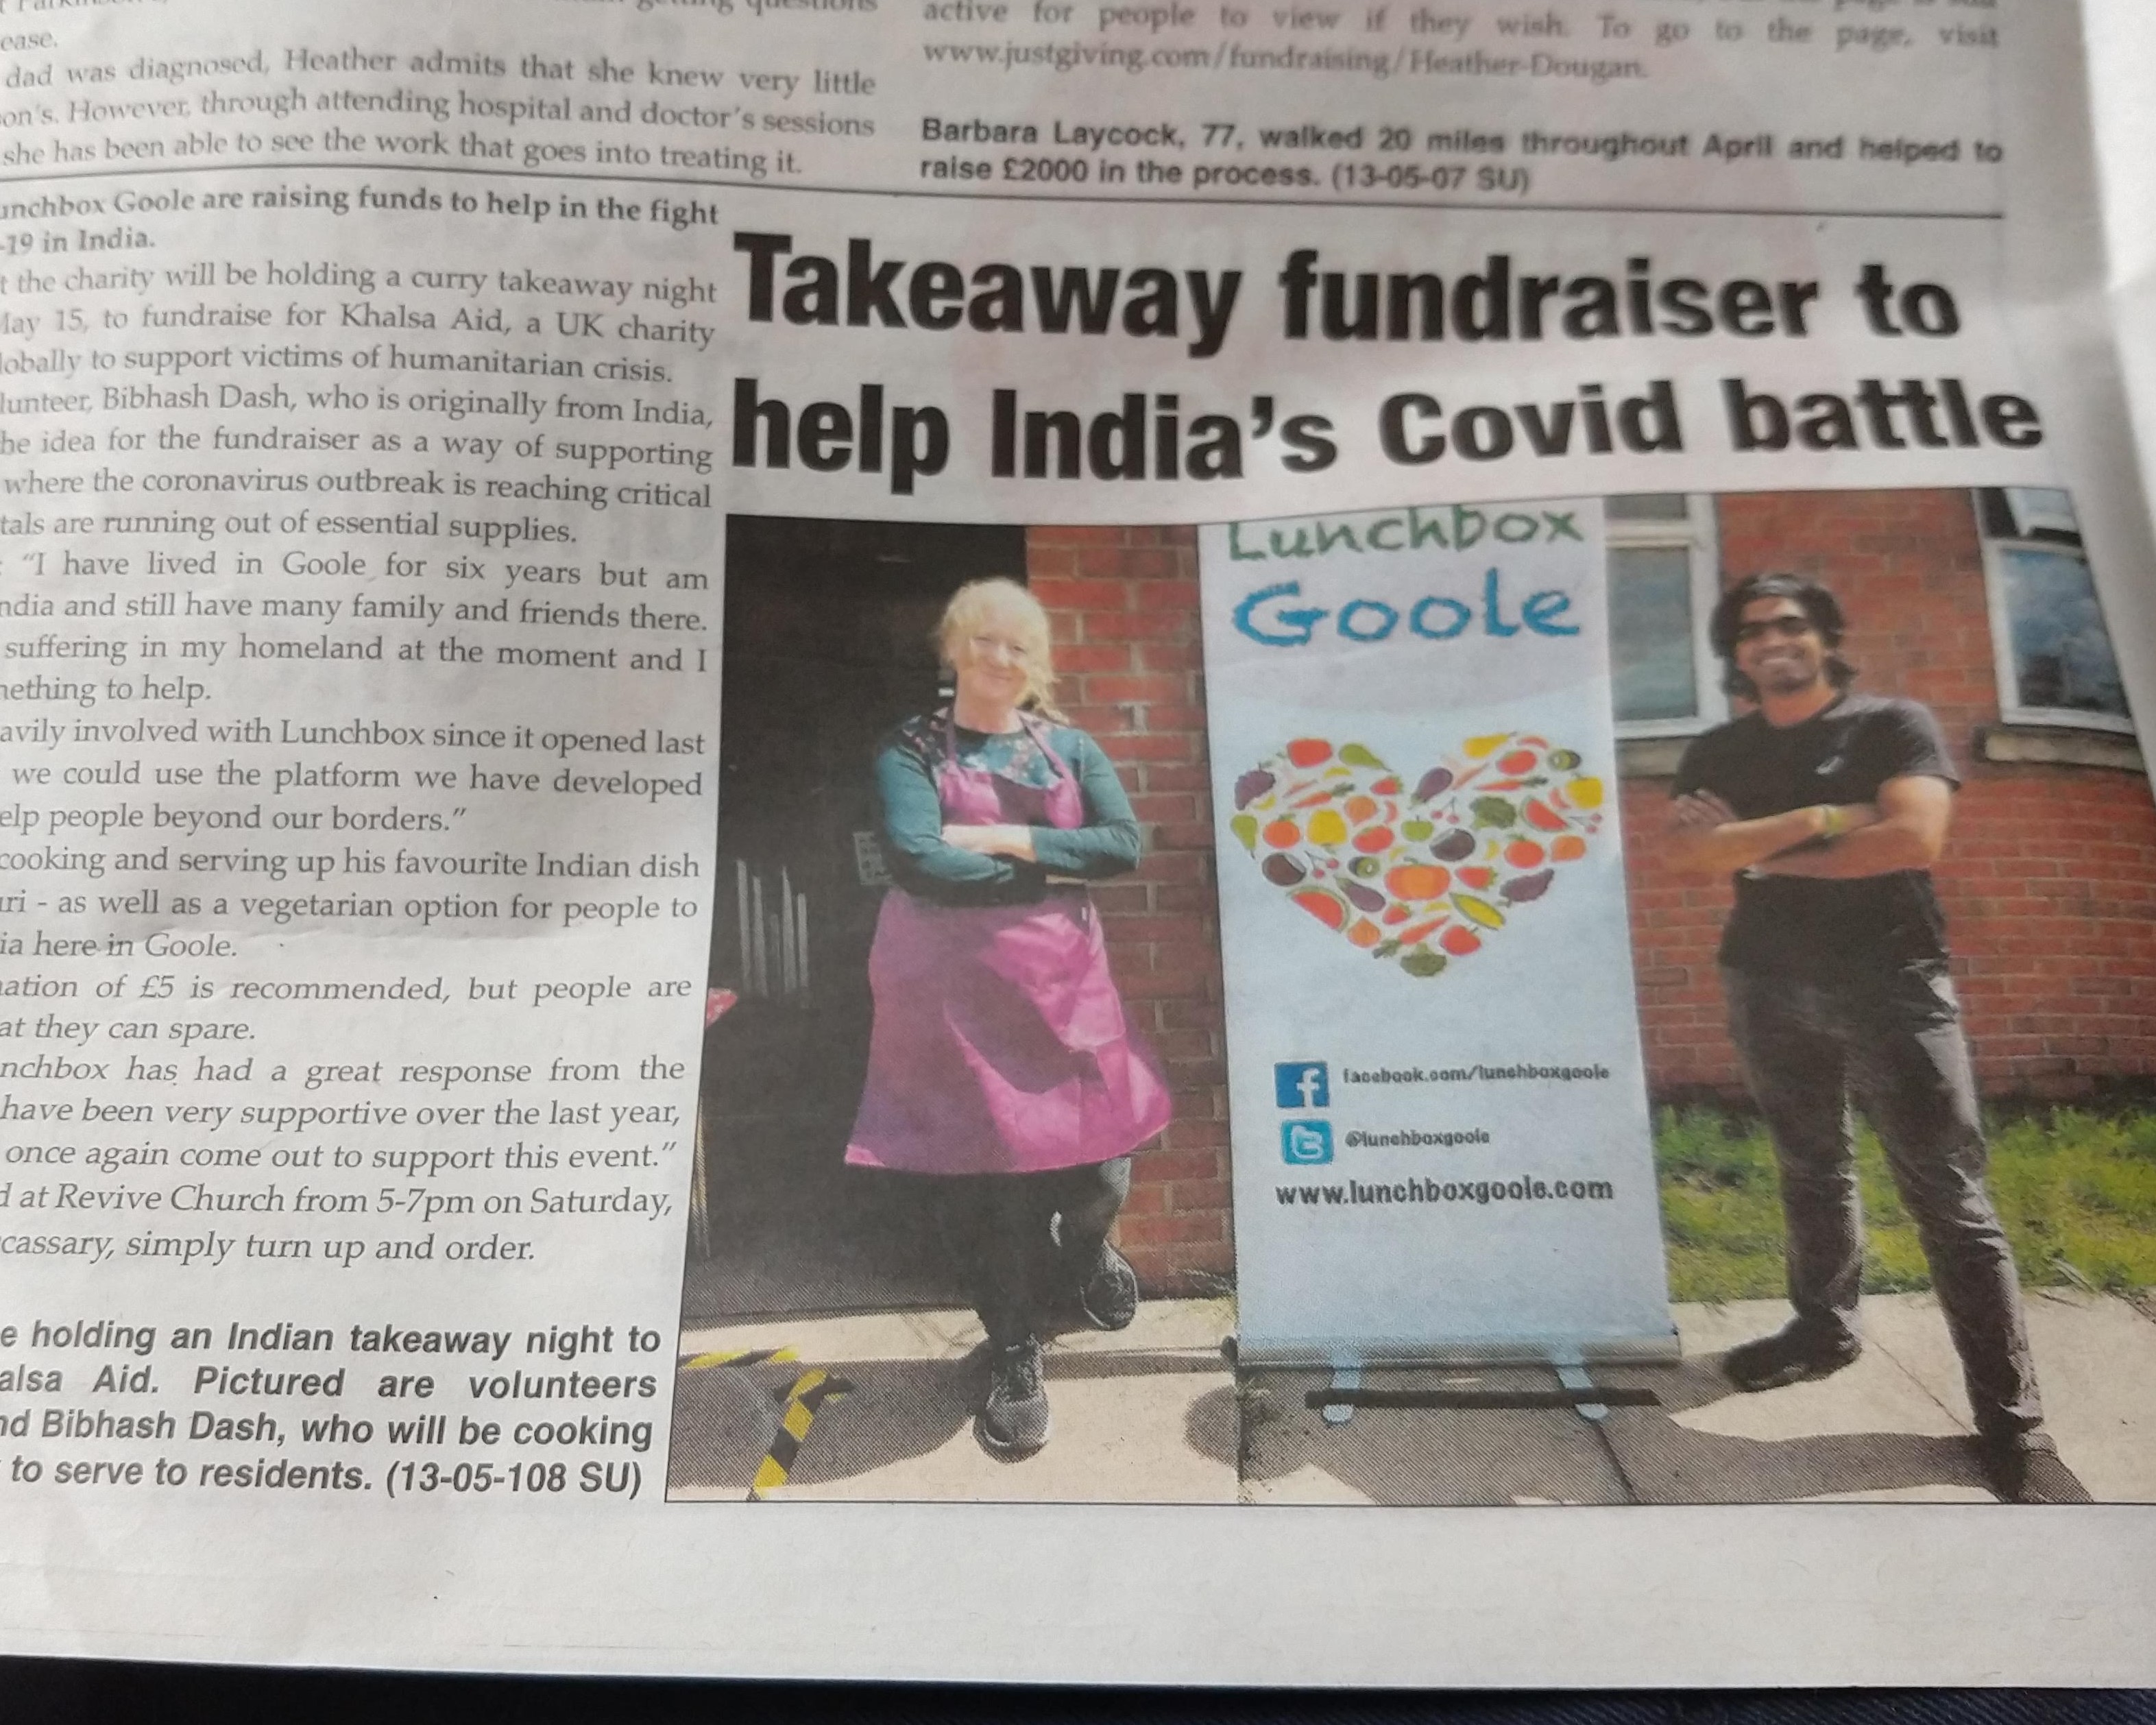 getting questions
ease.
dad was diagnosed, Heather admits that she knew very little
on's. However, through attending hospital and doctor's sessions
she has been able to see the work that goes into treating it.
active for people to view if they wish. To go to the page, visit
www.justgiving.com/fundraising/Heather-Dougan.
Barbara Laycock, 77, walked 20 miles throughout April and helped to
raise £2000 in the process. (13-05-07 SU)
Takeaway fundraiser to
help India's Covid battle
unchbox Goole are raising funds to help in the fight
-19 in India.
t the charity will be holding a curry takeaway night
May 15, to fundraise for Khalsa Aid, a UK charity
lobally to support victims of humanitarian crisis.
lunteer, Bibhash Dash, who is originally from India,
he idea for the fundraiser as a way of supporting
where the coronavirus outbreak is reaching critical
tals are running out of essential supplies.
: "I have lived in Goole for six years but am
ndia and still have many family and friends there.
suffering in my homeland at the moment and I
mething to help.
avily involved with Lunchbox since it opened last
we could use the platform we have developed
elp people beyond our borders."
cooking and serving up his favourite Indian dish
uri - as well as a vegetarian option for people to
ia here in Goole.
nation of £5 is recommended, but people are
at they can spare.
nchbox has had a great response from the
have been very supportive over the last year,
once again come out to support this event."
d at Revive Church from 5-7pm on Saturday,
cassary, simply turn up and order.
e holding an Indian takeaway night to
alsa Aid. Pictured are volunteers
nd Bibhash Dash, who will be cooking
to serve to residents. (13-05-108 SU)
Lunchbox
Goole
facebook.com/lunchboxgoole
@lunchboxgoole
www.lunchboxgoole.com